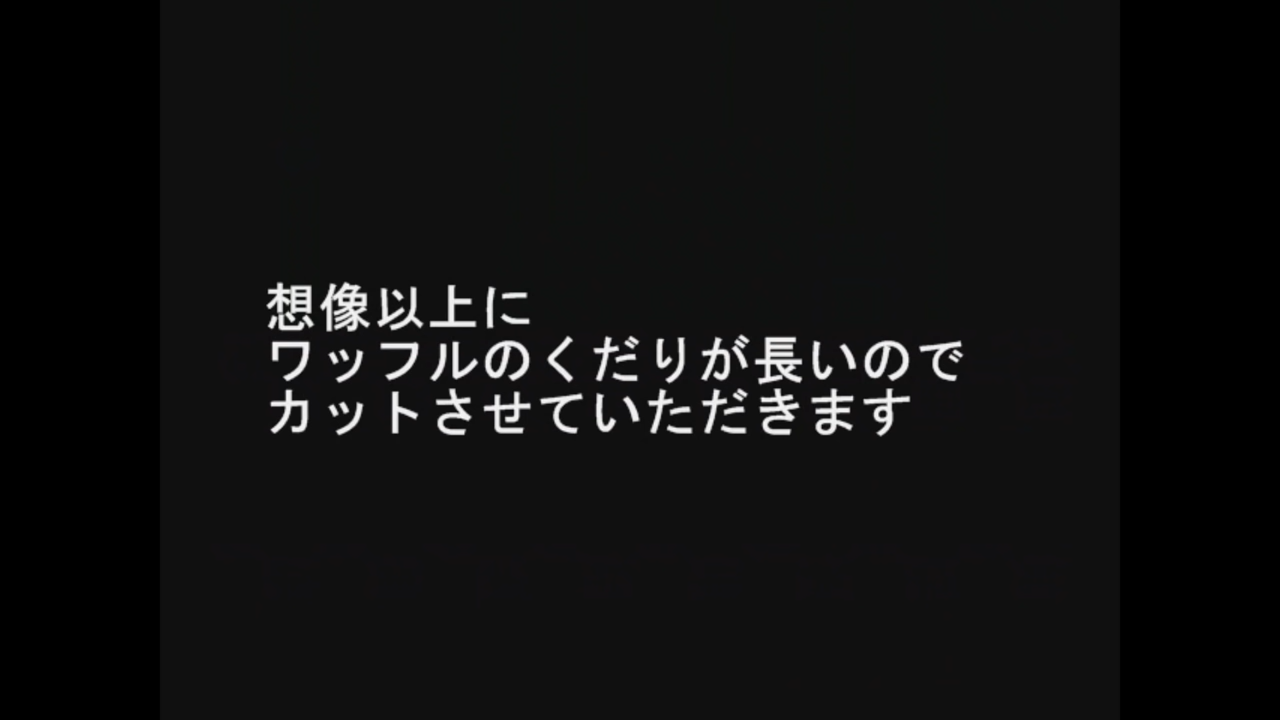 想像以上に
ワッフルのくだりが長いので
カットさせていただきます